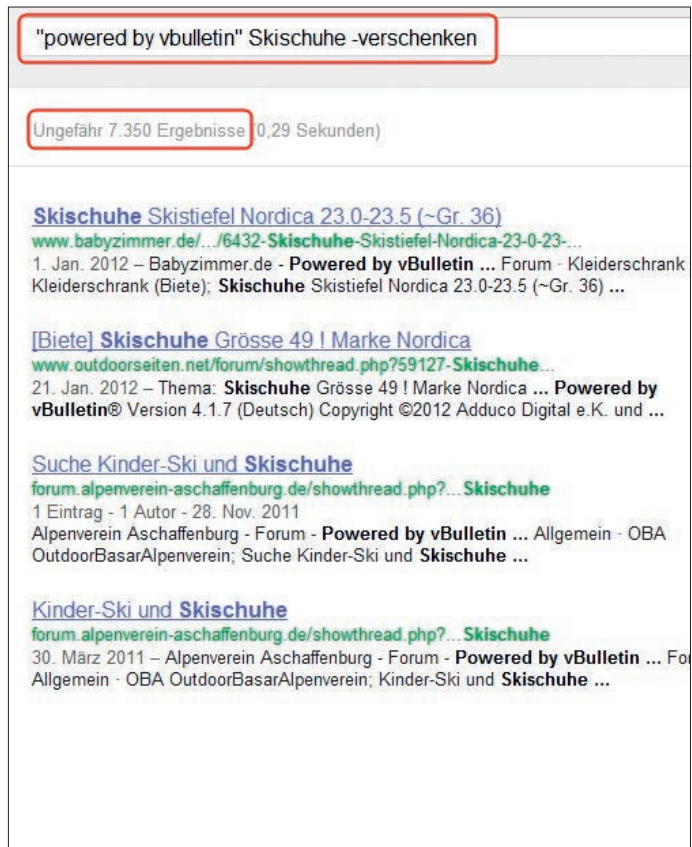 "powered by vbulletin" Skischuhe -verschenken
Ungefähr 7.350 Ergebnisse (0,29 Sekunden)
Skischuhe Skistiefel Nordica 23.0-23.5 (~Gr. 36)
www.babyzimmer.de/.../6432-Skischuhe-Skistiefel-Nordica-23-0-23-...
1. Jan. 2012 – Babyzimmer.de - Powered by vBulletin ... Forum · Kleiderschrank
Kleiderschrank (Biete); Skischuhe Skistiefel Nordica 23.0-23.5 (~Gr. 36) ...
[Biete] Skischuhe Grösse 49 ! Marke Nordica
www.outdoorseiten.net/forum/showthread.php?59127-Skischuhe...
21. Jan. 2012 – Thema: Skischuhe Grösse 49 ! Marke Nordica ... Powered by
vBulletin® Version 4.1.7 (Deutsch) Copyright ©2012 Adduco Digital e.K. und ...
Suche Kinder-Ski und Skischuhe
forum.alpenverein-aschaffenburg.de/showthread.php?...Skischuhe
1 Eintrag - 1 Autor - 28. Nov. 2011
Alpenverein Aschaffenburg - Forum - Powered by vBulletin ... Allgemein · OBA
OutdoorBasarAlpenverein; Suche Kinder-Ski und Skischuhe ...
Kinder-Ski und Skischuhe
forum.alpenverein-aschaffenburg.de/showthread.php?...Skischuhe
30. März 2011 – Alpenverein Aschaffenburg - Forum - Powered by vBulletin ...
Allgemein · OBA OutdoorBasarAlpenverein; Kinder-Ski und Skischuhe ...